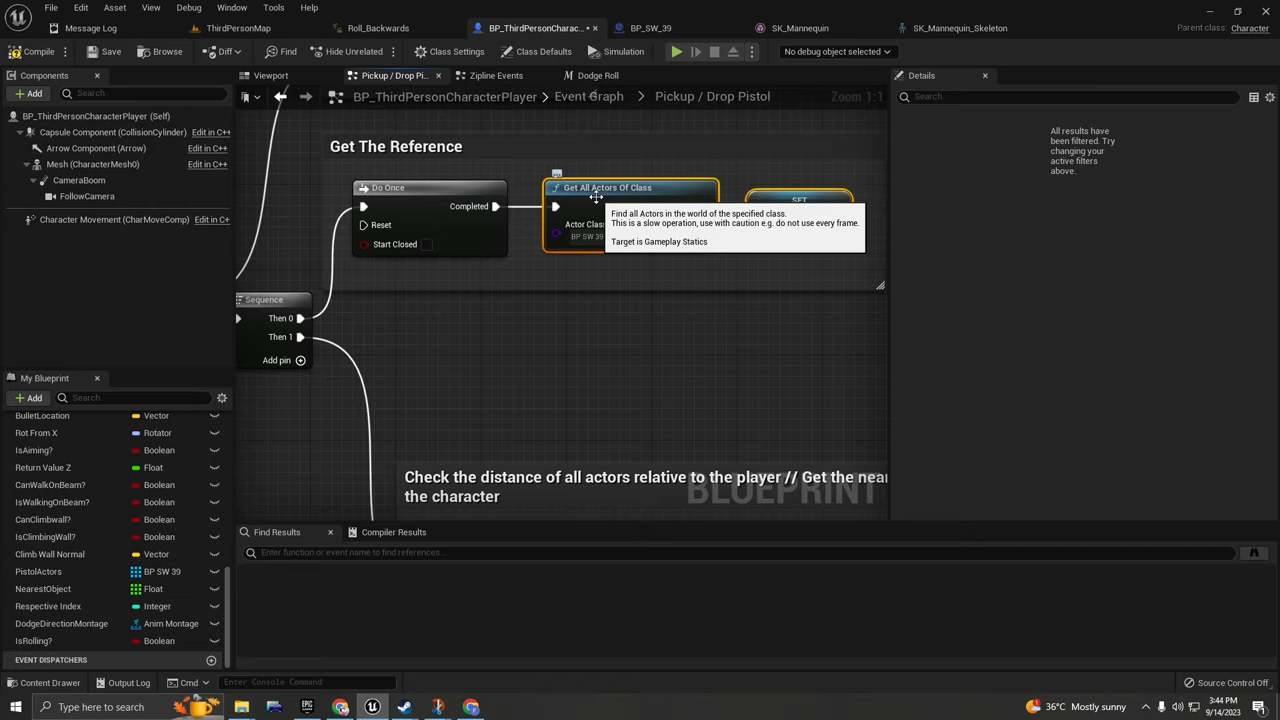 File
Edit
Asset
View
Debug
Window
Tools
Help
Parent class: Character
Message Log
ThirdPersonMap
Roll_Backwards
BP_ThirdPersonCharac...
BP_SW_39
SK_Mannequin
SK_Mannequin_Skeleton
Compile
Save
Browse
Diff
Find
Hide Unrelated
Class Settings
Class Defaults
Simulation
No debug object selected
Components
Viewport
Pickup / Drop Pi...
Zipline Events
Dodge Roll
Details
Add
Search
BP_ThirdPersonCharacterPlayer > Event Graph > Pickup / Drop Pistol
Zoom 1:1
Search
BP_ThirdPersonCharacterPlayer (Self)
Capsule Component (CollisionCylinder) Edit in C++
Arrow Component (Arrow) Edit in C++
Mesh (CharacterMesh0) Edit in C++
CameraBoom
FollowCamera
Character Movement (CharMoveComp) Edit in C++
All results have
been filtered. Try
changing your
active filters
above.
Get The Reference
Do Once
Completed
Reset
Start Closed
Get All Actors Of Class
Actor Clas
BP SW 39
SET
Find all Actors in the world of the specified class.
This is a slow operation, use with caution e.g. do not use every frame.
Target is Gameplay Statics
Sequence
Then 0
Then 1
Add pin
Check the distance of all actors relative to the player // Get the near
the character
BLUEPRINT
My Blueprint
Add
Search
BulletLocation Vector
Rot From X Rotator
IsAiming? Boolean
Return Value Z Float
CanWalkOnBeam? Boolean
IsWalkingOnBeam? Boolean
CanClimbwall? Boolean
IsClimbingWall? Boolean
Climb Wall Normal Vector
PistolActors BP SW 39
NearestObject Float
Respective Index Integer
DodgeDirectionMontage Anim Montage
IsRolling? Boolean
EVENT DISPATCHERS
Find Results
Compiler Results
Enter function or event name to find references...
Content Drawer
Output Log
Cmd
Enter Console Command
Source Control Off
Type here to search
36°C Mostly sunny
3:44 PM
9/14/2023